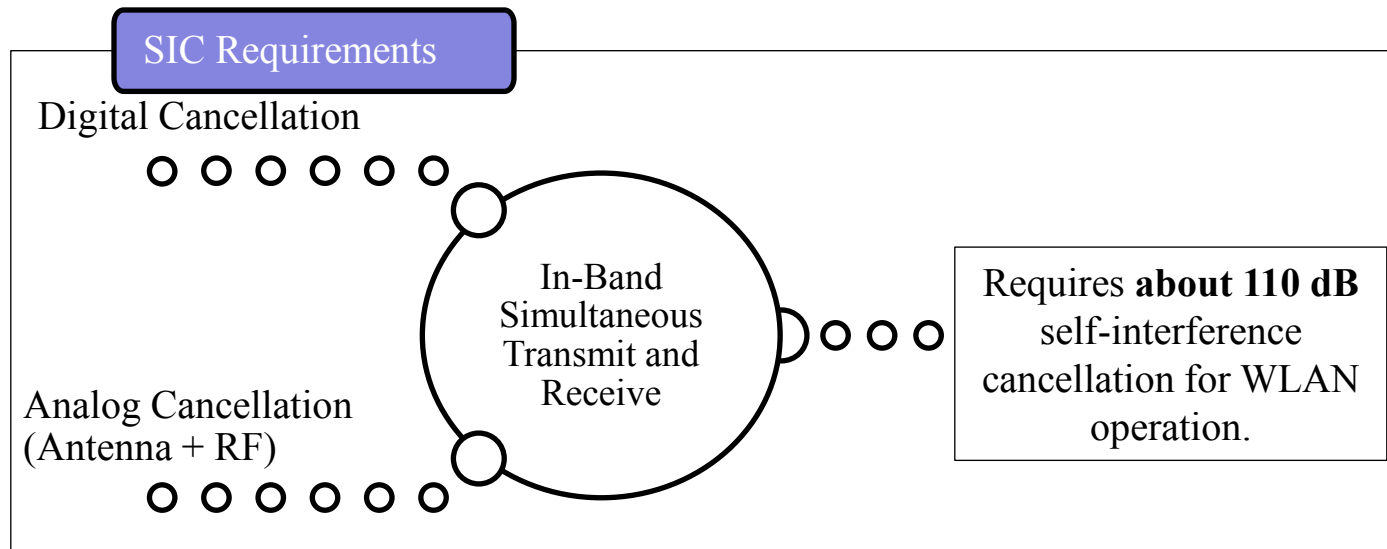 SIC Requirements
Digital Cancellation
In-Band
Simultaneous
Transmit and
Receive
Requires about 110 dB
self-interference
cancellation for WLAN
operation.
Analog Cancellation
(Antenna + RF)